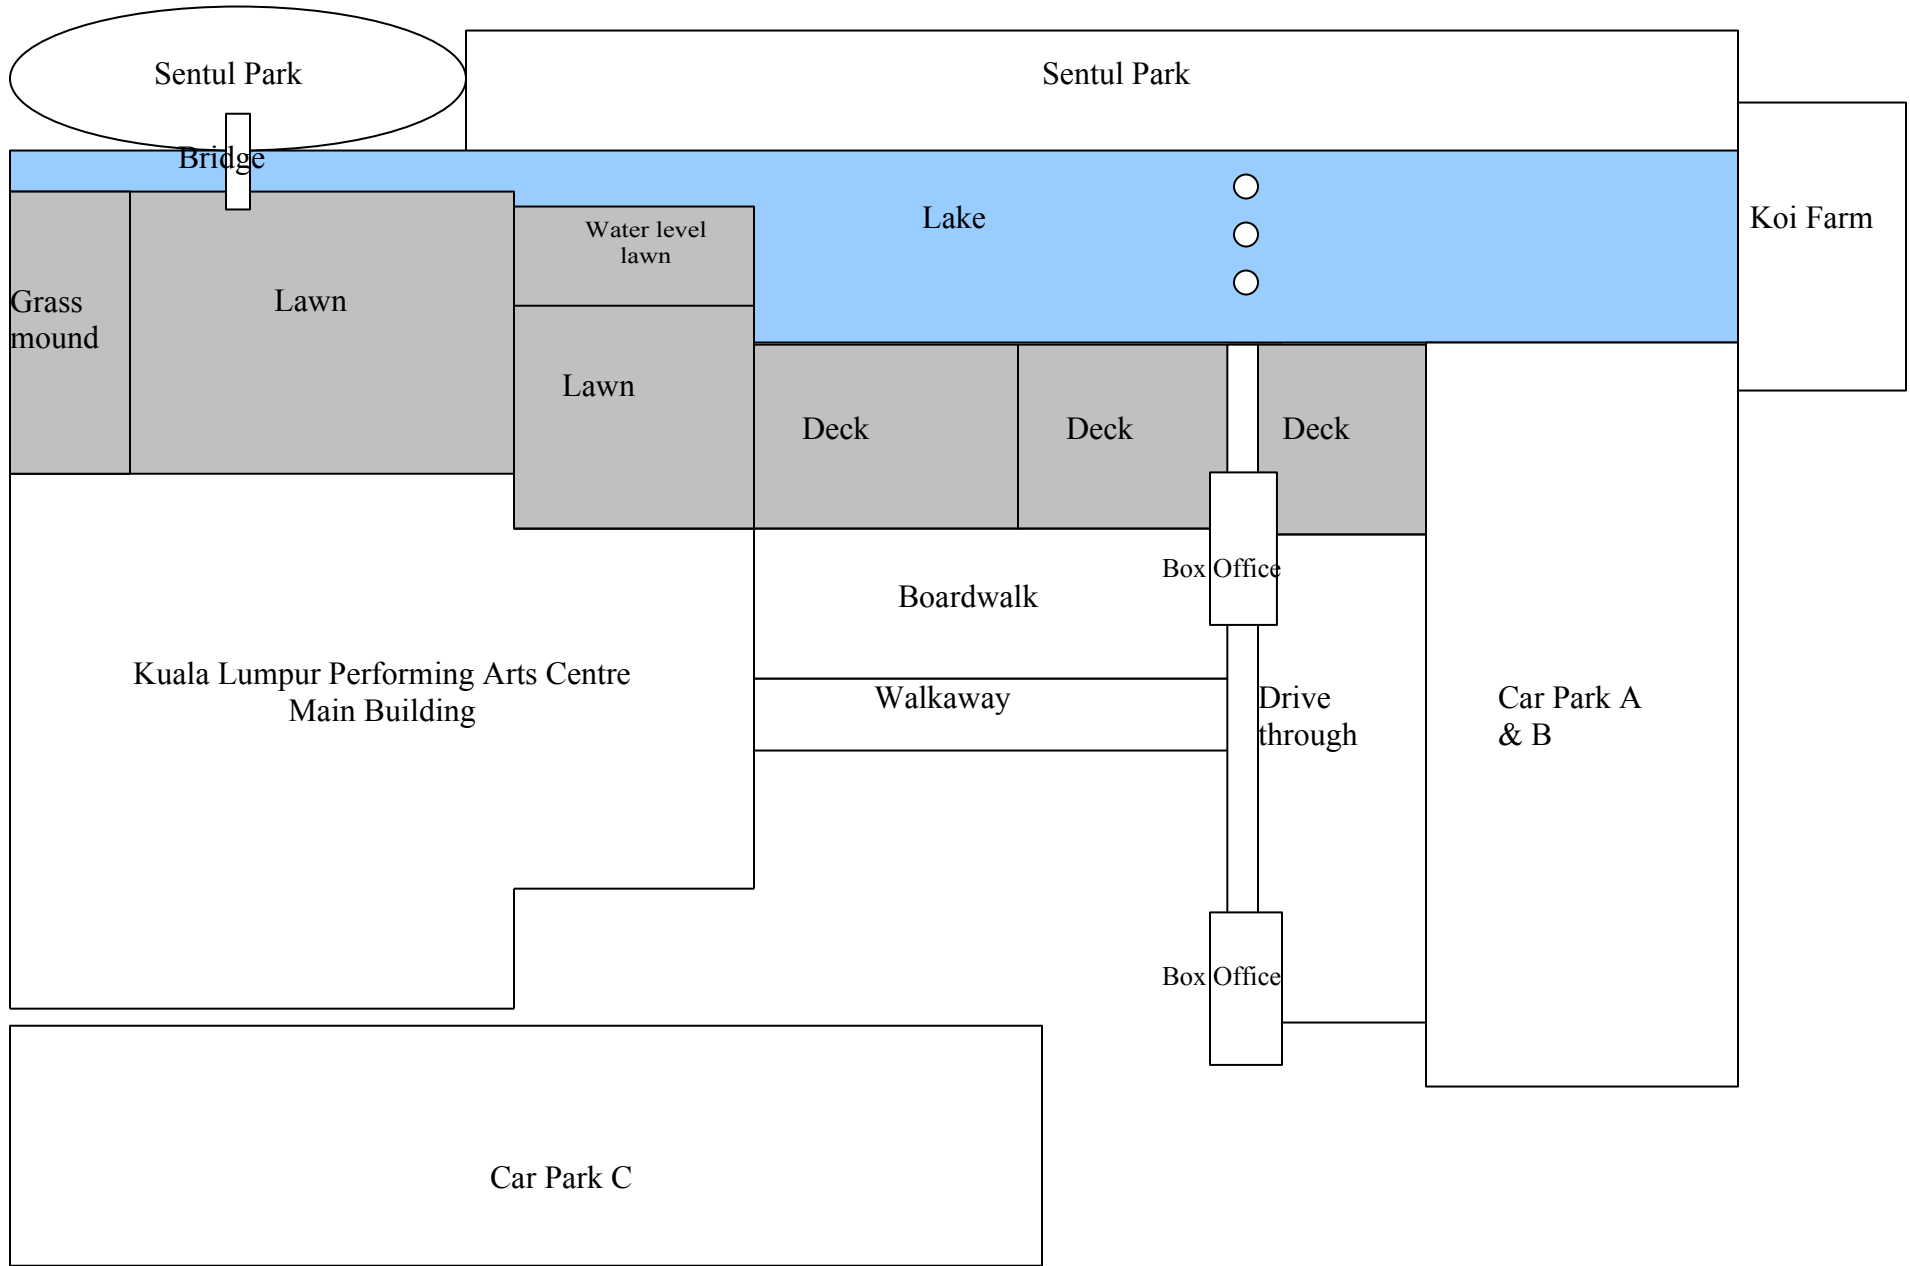 Sentul Park
Sentul Park
Bridge
Lake
Koi Farm
Water level
lawn
Grass
mound
Lawn
Lawn
Deck
Deck
Deck
Box Office
Boardwalk
Kuala Lumpur Performing Arts Centre
Main Building
Walkaway
Drive
through
Car Park A
& B
Box Office
Car Park C